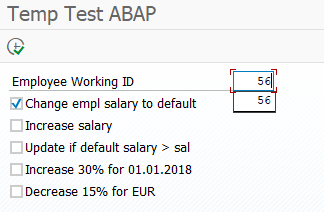 Temp Test ABAP
Employee Working ID 56
56
Change empl salary to default
Increase salary
Update if default salary > sal
Increase 30% for 01.01.2018
Decrease 15% for EUR